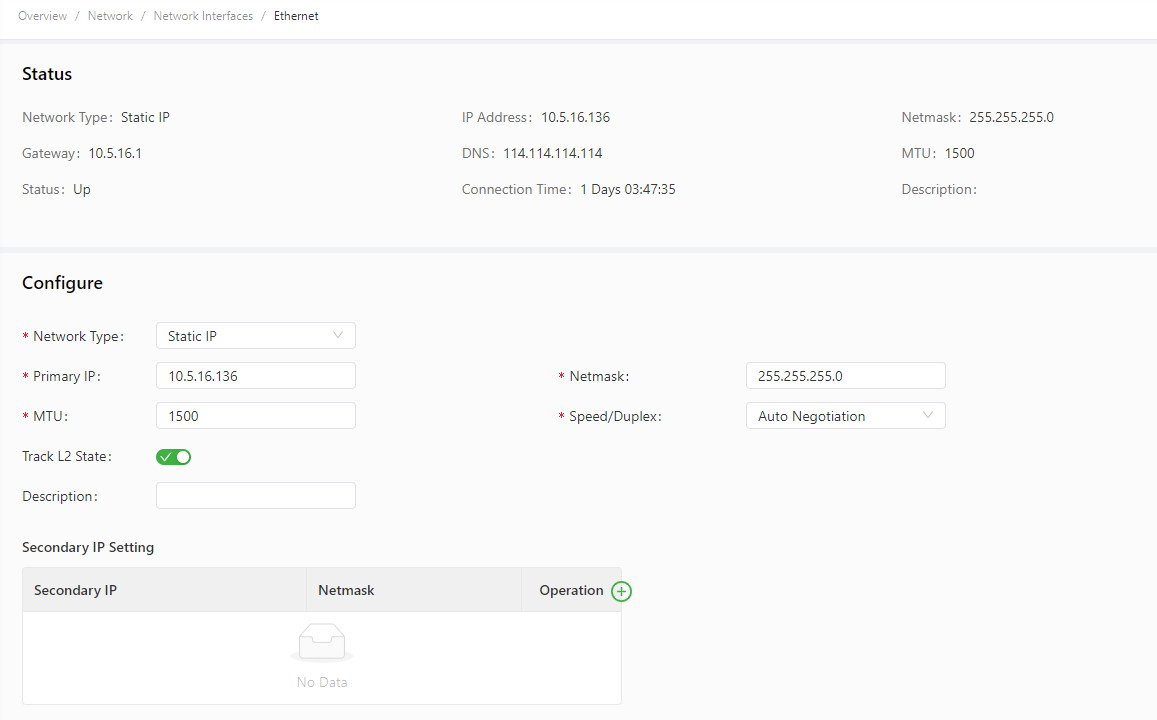 Overview / Network / Network Interfaces / Ethernet
Status
Network Type: Static IP IP Address: 10.5.16.136 Netmask: 255.255.255.0
Gateway: 10.5.16.1 DNS: 114.114.114.114 MTU: 1500
Status: Up Connection Time: 1 Days 03:47:35 Description:
Configure
* Network Type: Static IP
* Primary IP: 10.5.16.136 * Netmask: 255.255.255.0
* MTU: 1500 * Speed/Duplex: Auto Negotiation
Track L2 State:
Description:
Secondary IP Setting
Secondary IP Netmask Operation
No Data